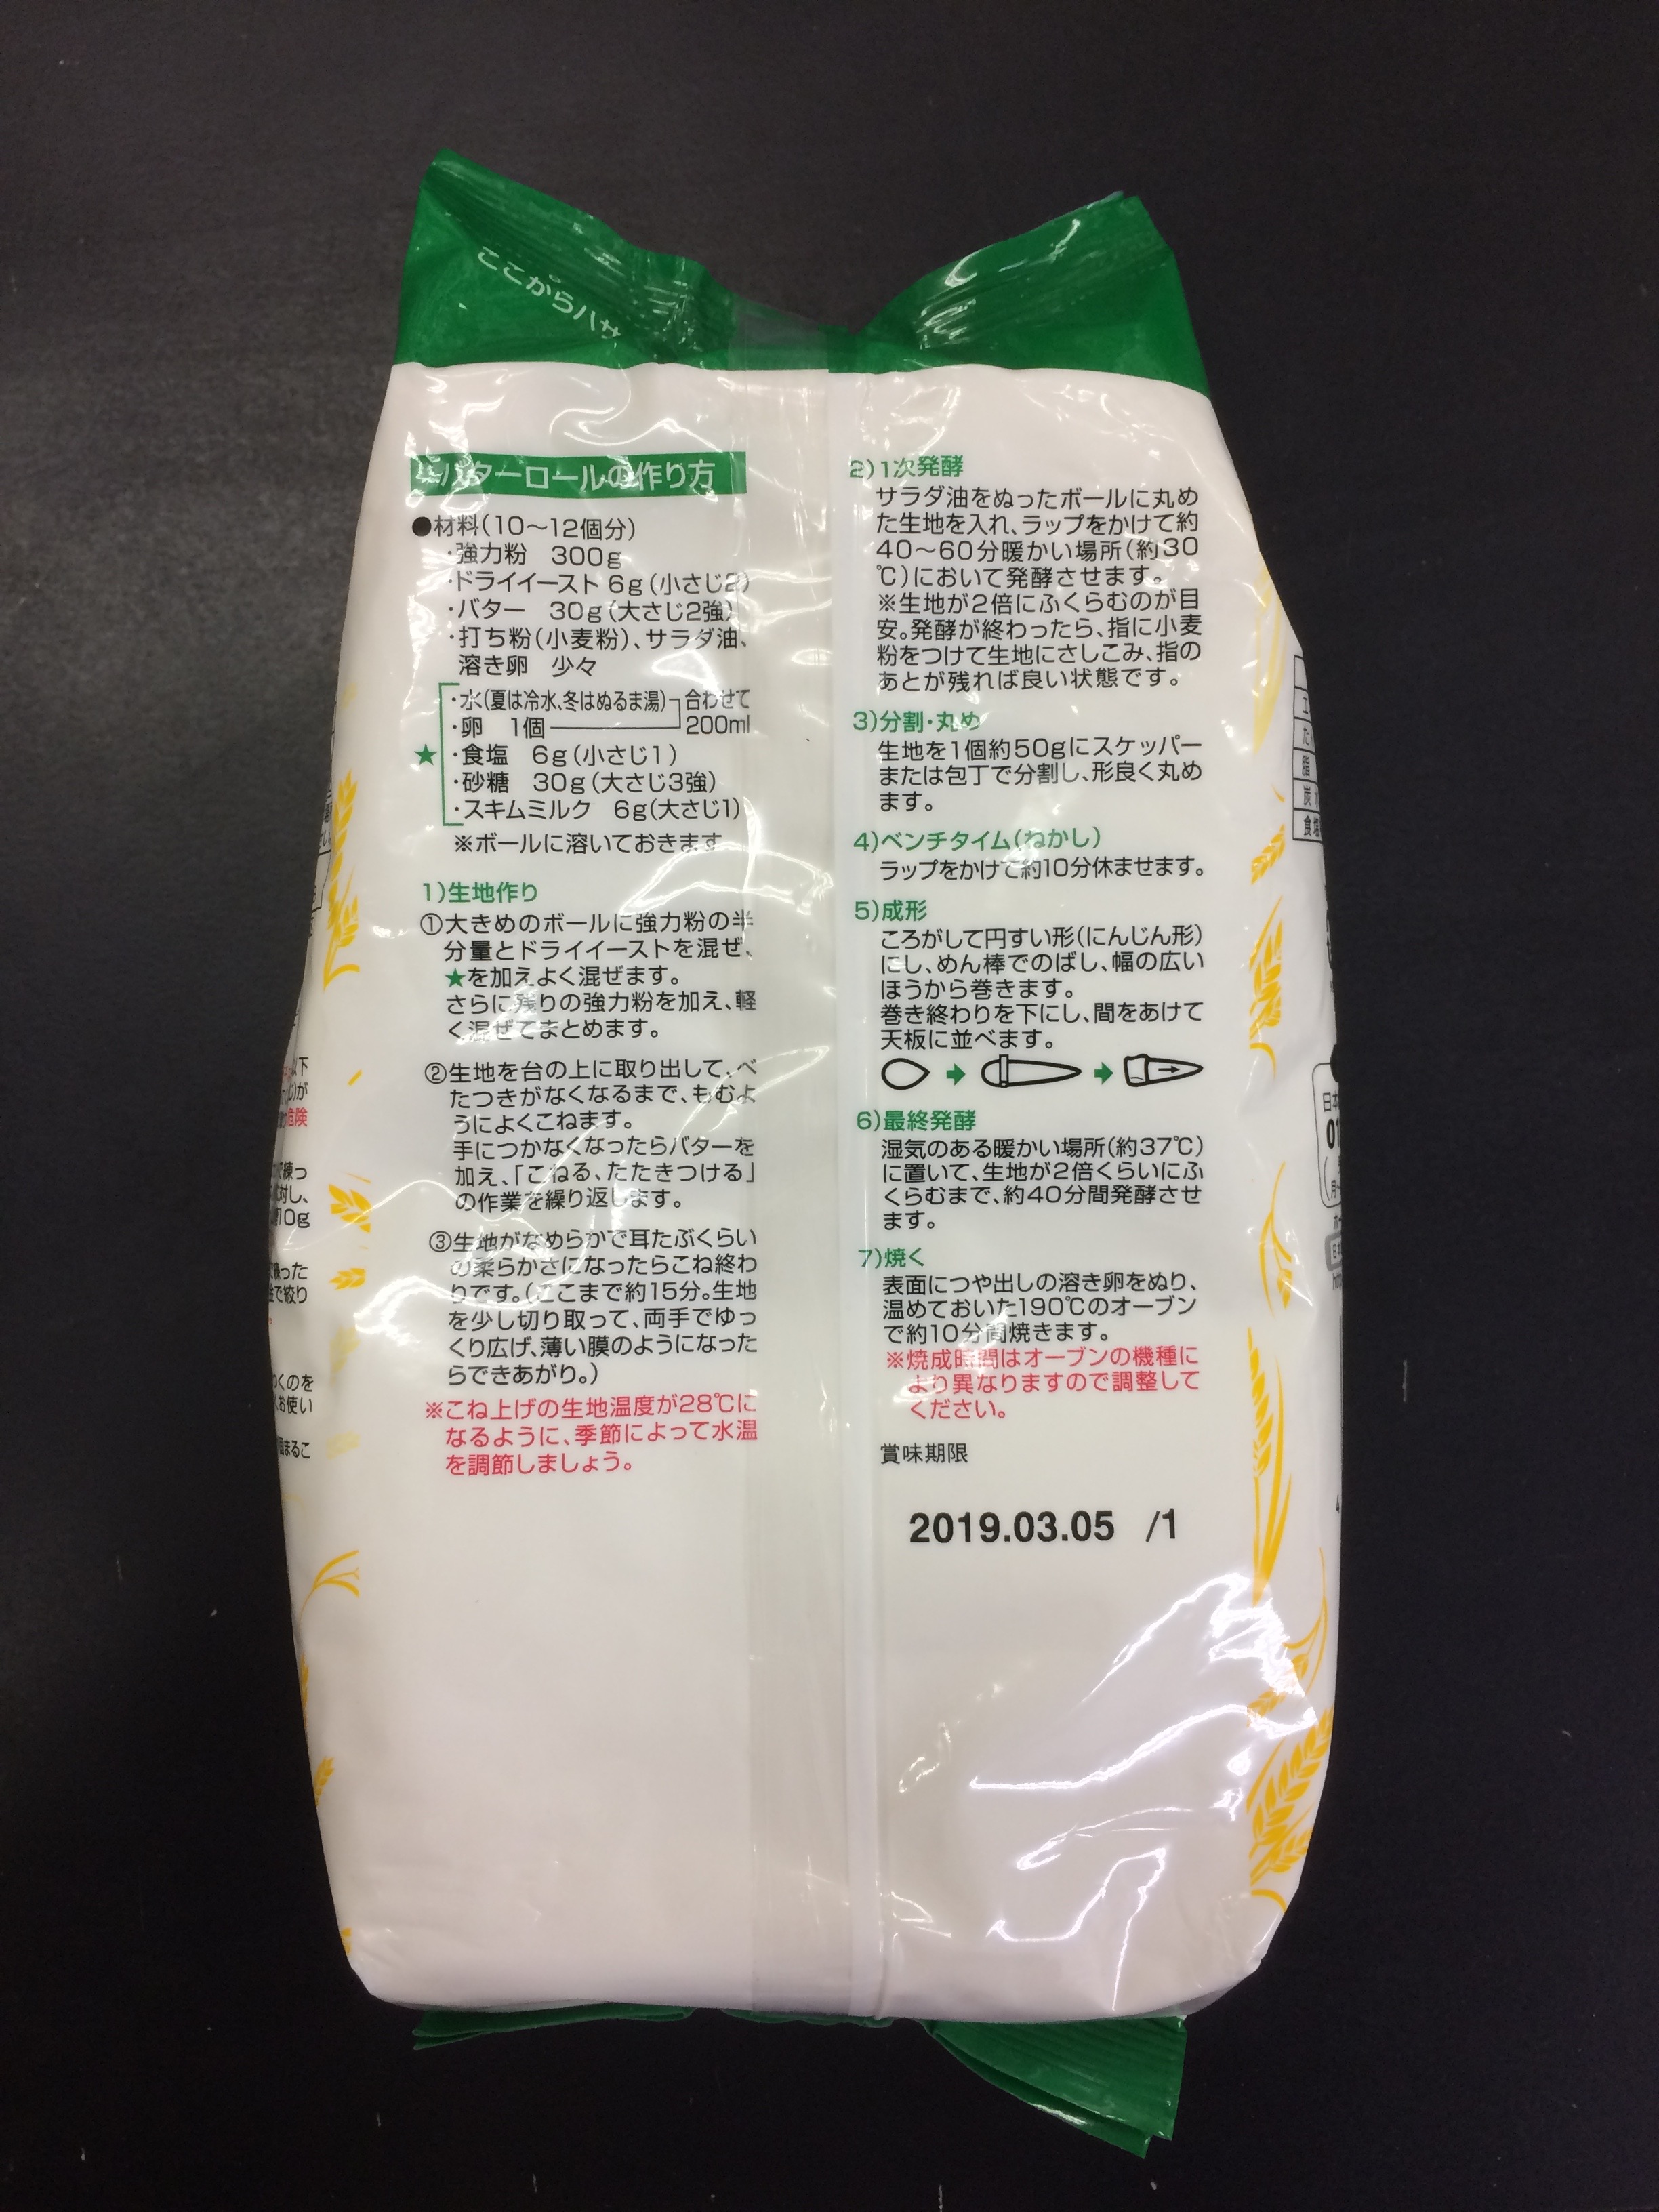 ここからハサ
バターロールの作り方
●材料(10〜12個分)
・強力粉 300g
・ドライイースト 6g(小さじ2)
・バター 30g(大さじ2強)
・打ち粉(小麦粉)、サラダ油、
溶き卵 少々
・水(夏は冷水、冬はぬるま湯) 合わせて
・卵 1個 200ml
★・食塩 6g(小さじ1)
・砂糖 30g(大さじ3強)
・スキムミルク 6g(大さじ1)
※ボールに溶いておきます
1)生地作り
①大きめのボールに強力粉の半
分量とドライイーストを混ぜ、
★を加えよく混ぜます。
さらに残りの強力粉を加え、軽
く混ぜてまとめます。
②生地を台の上に取り出して、べ
たつきがなくなるまで、もむよ
うによくこねます。
手につかなくなったらバターを
加え、「こねる、たたきつける」
の作業を繰り返します。
③生地がなめらかで耳たぶくらい
の柔らかさになったらこね終わ
りです。(ここまで約15分。生地
を少し切り取って、両手でゆっ
くり広げ、薄い膜のようになった
らできあがり。)
※こね上げの生地温度が28℃に
なるように、季節によって水温
を調節しましょう。
2)1次発酵
サラダ油をぬったボールに丸め
た生地を入れ、ラップをかけて約
40〜60分暖かい場所(約30
℃)において発酵させます。
※生地が2倍にふくらむのが目
安。発酵が終わったら、指に小麦
粉をつけて生地にさしこみ、指の
あとが残れば良い状態です。
3)分割・丸め
生地を1個約50gにスケッパー
または包丁で分割し、形良く丸め
ます。
4)ベンチタイム(ねかし)
ラップをかけて約10分休ませます。
5)成形
ころがして円すい形(にんじん形)
にし、めん棒でのばし、幅の広い
ほうから巻きます。
巻き終わりを下にし、間をあけて
天板に並べます。
6)最終発酵
湿気のある暖かい場所(約37℃)
に置いて、生地が2倍くらいにふ
くらむまで、約40分間発酵させ
ます。
7)焼く
表面につや出しの溶き卵をぬり、
温めておいた190℃のオーブン
で約10分間焼きます。
※焼成時間はオーブンの機種に
より異なりますので調整して
ください。
賞味期限
2019.03.05 /1
危険
10g
お使い